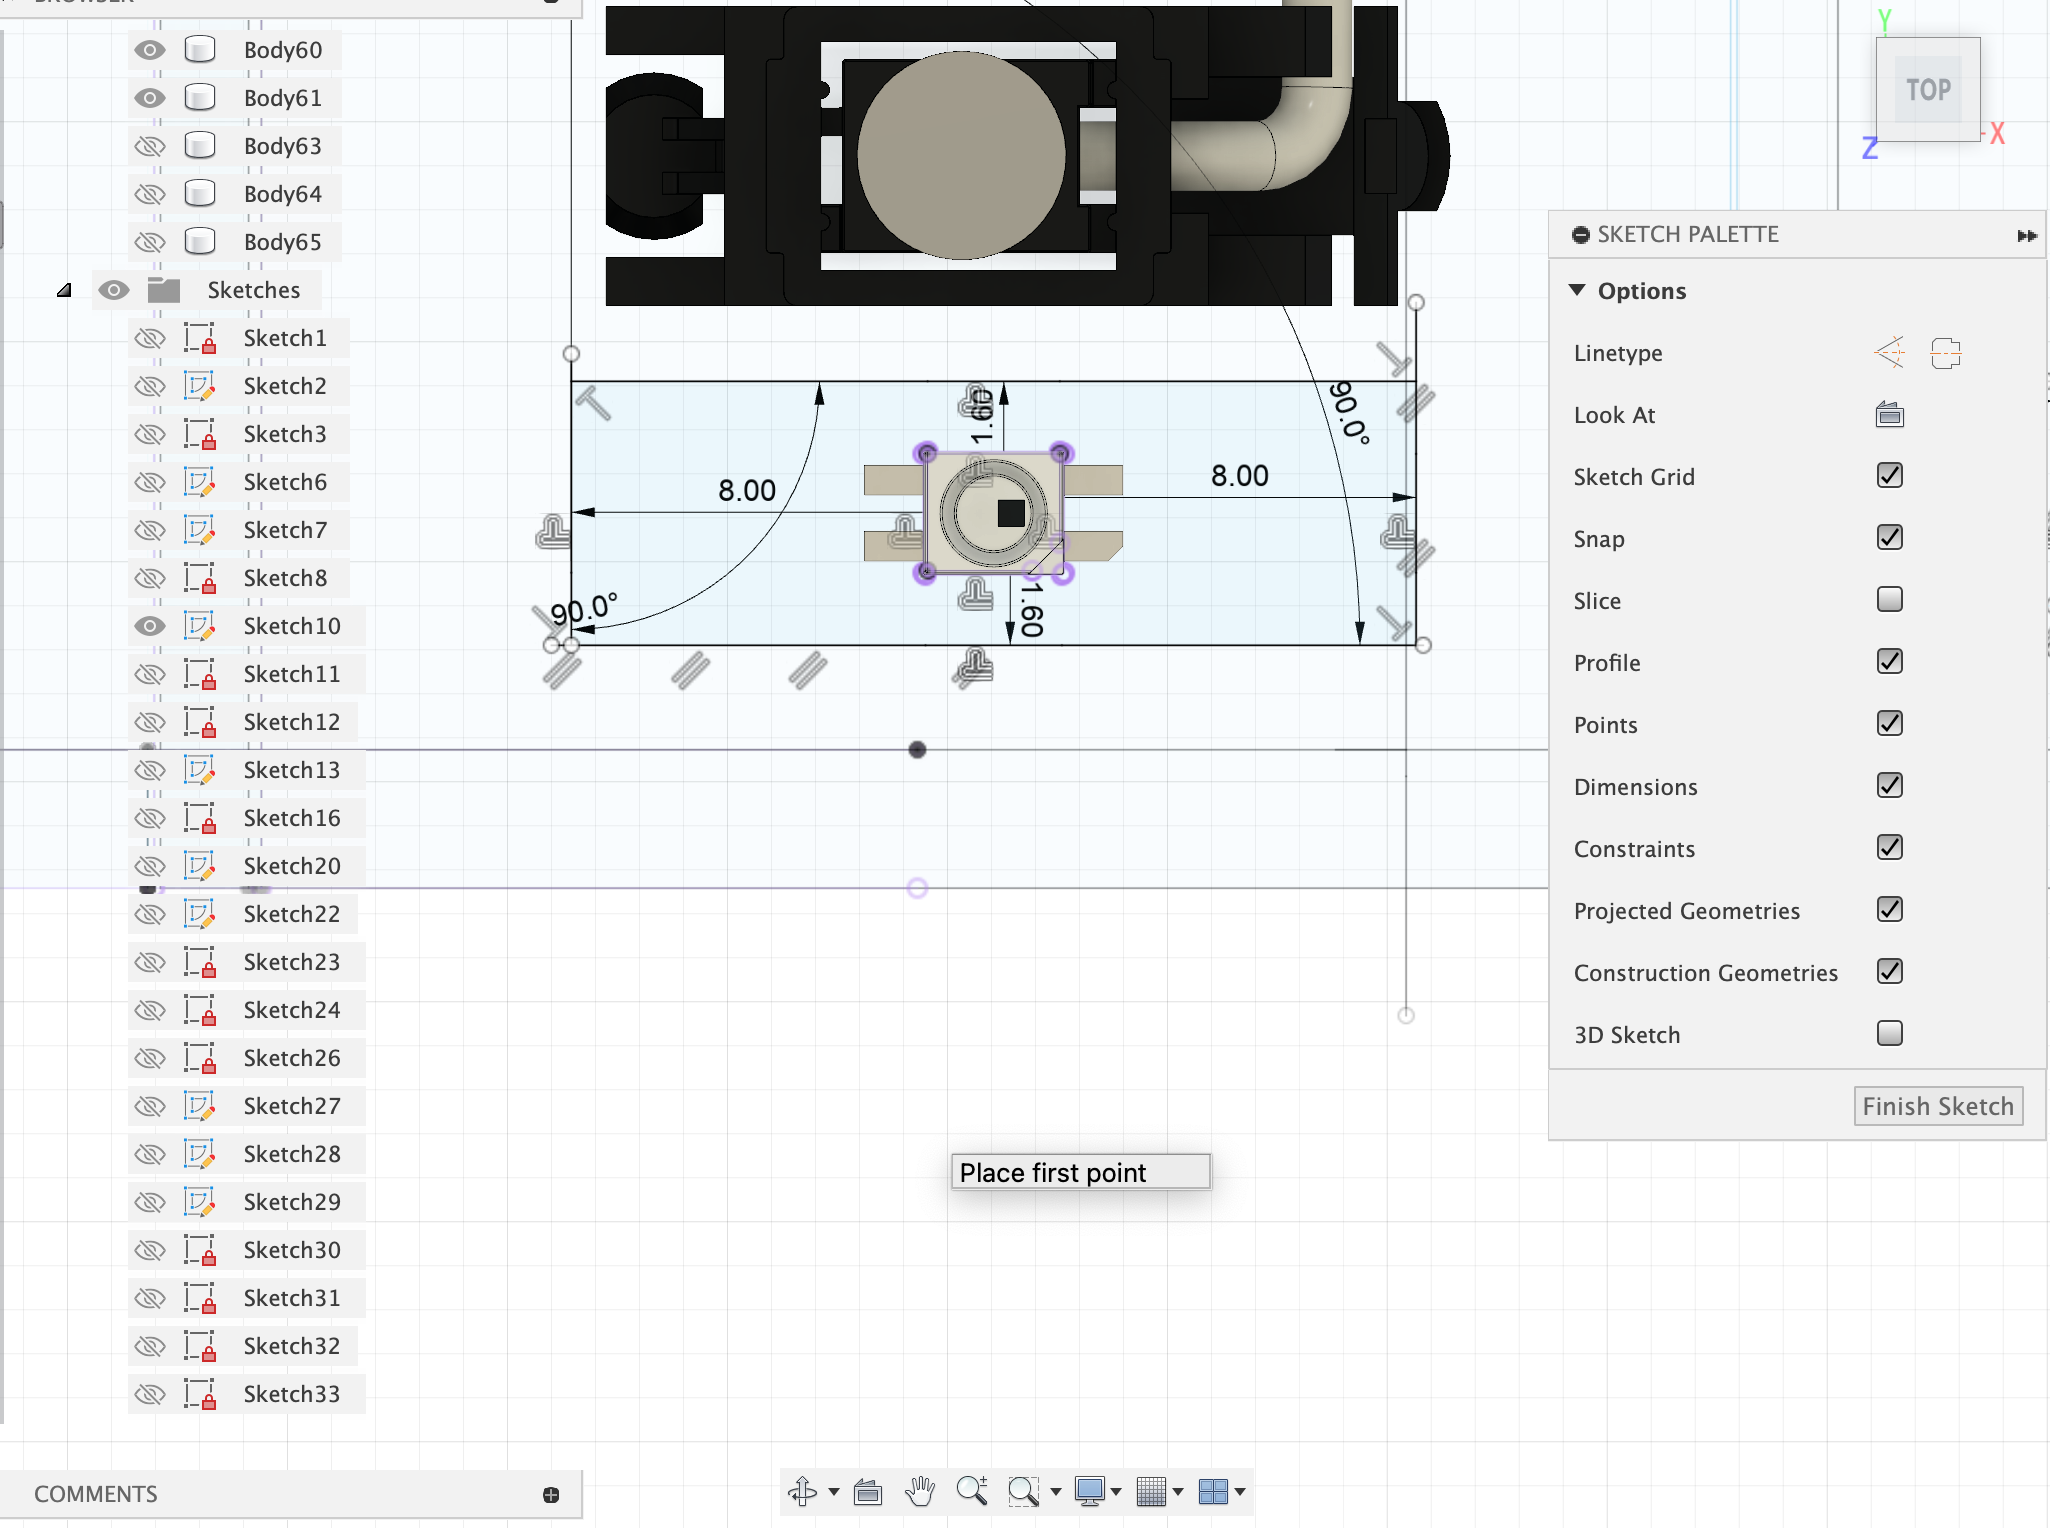 Body60
Body61
Body63
Body64
Body65
Sketches
Sketch1
Sketch2
Sketch3
Sketch6
Sketch7
Sketch8
Sketch10
Sketch11
Sketch12
Sketch13
Sketch16
Sketch20
Sketch22
Sketch23
Sketch24
Sketch26
Sketch27
Sketch28
Sketch29
Sketch30
Sketch31
Sketch32
Sketch33
COMMENTS
1.60
90.0°
8.00
8.00
90.0°
1.60
Place first point
Y
TOP
X
Z
SKETCH PALETTE
Options
Linetype
Look At
Sketch Grid
Snap
Slice
Profile
Points
Dimensions
Constraints
Projected Geometries
Construction Geometries
3D Sketch
Finish Sketch